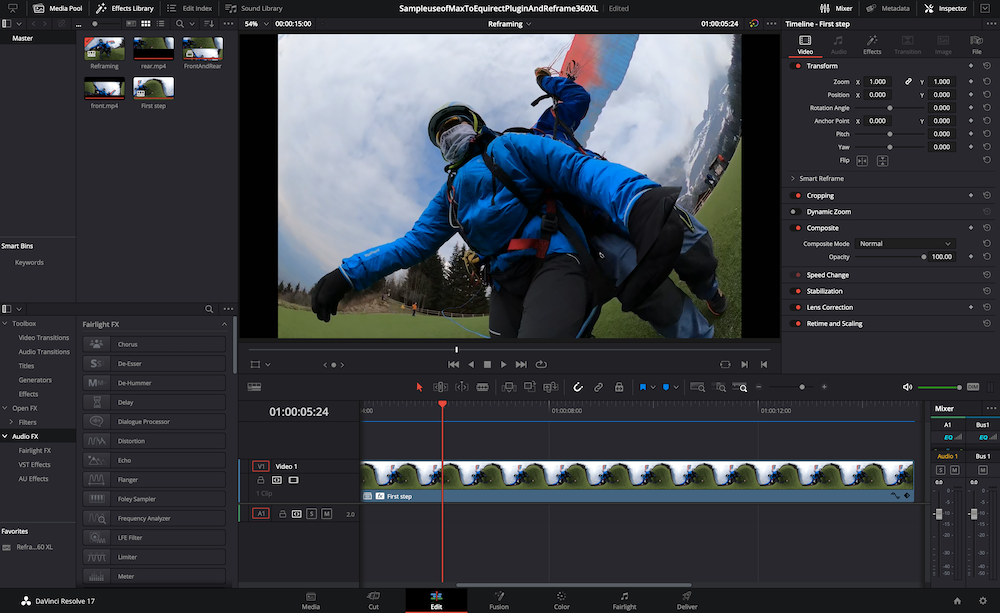 Media Pool Effects Library Edit Index Sound Library SampleuseofMaxToEquirectPluginAndReframe360XL Edited Mixer Metadata Inspector
54% 00:00:15:00 Reframing 01:00:05:24 Timeline - First step
Master
Reframing rear.mp4 FrontAndRear
front.mp4 First step
Smart Bins
Keywords
Video Audio Effects Transition Image File
Transform
Zoom X 1.000 Y 1.000
Position X 0.000 Y 0.000
Rotation Angle 0.000
Anchor Point X 0.000 Y 0.000
Pitch 0.000
Yaw 0.000
Flip
Smart Reframe
Cropping
Dynamic Zoom
Composite
Composite Mode Normal
Opacity 100.00
Speed Change
Stabilization
Lens Correction
Retime and Scaling
Toolbox
Video Transitions
Audio Transitions
Titles
Generators
Effects
Open FX
Filters
Audio FX
Fairlight FX
VST Effects
AU Effects
Favorites
Refra...60 XL
Fairlight FX
Chorus
De-Esser
De-Hummer
Delay
Dialogue Processor
Distortion
Echo
Flanger
Foley Sampler
Frequency Analyzer
LFE Filter
Limiter
Meter
DIM
01:00:05:24 :00 01:00:08:00 01:00:12:00
V1 Video 1
1 Clip
First step
A1 S M 2.0
Mixer
A1 Bus1
EQ EQ
Audio 1 Bus 1
S M M
0.0 0.0
DaVinci Resolve 17 Media Cut Edit Fusion Color Fairlight Deliver